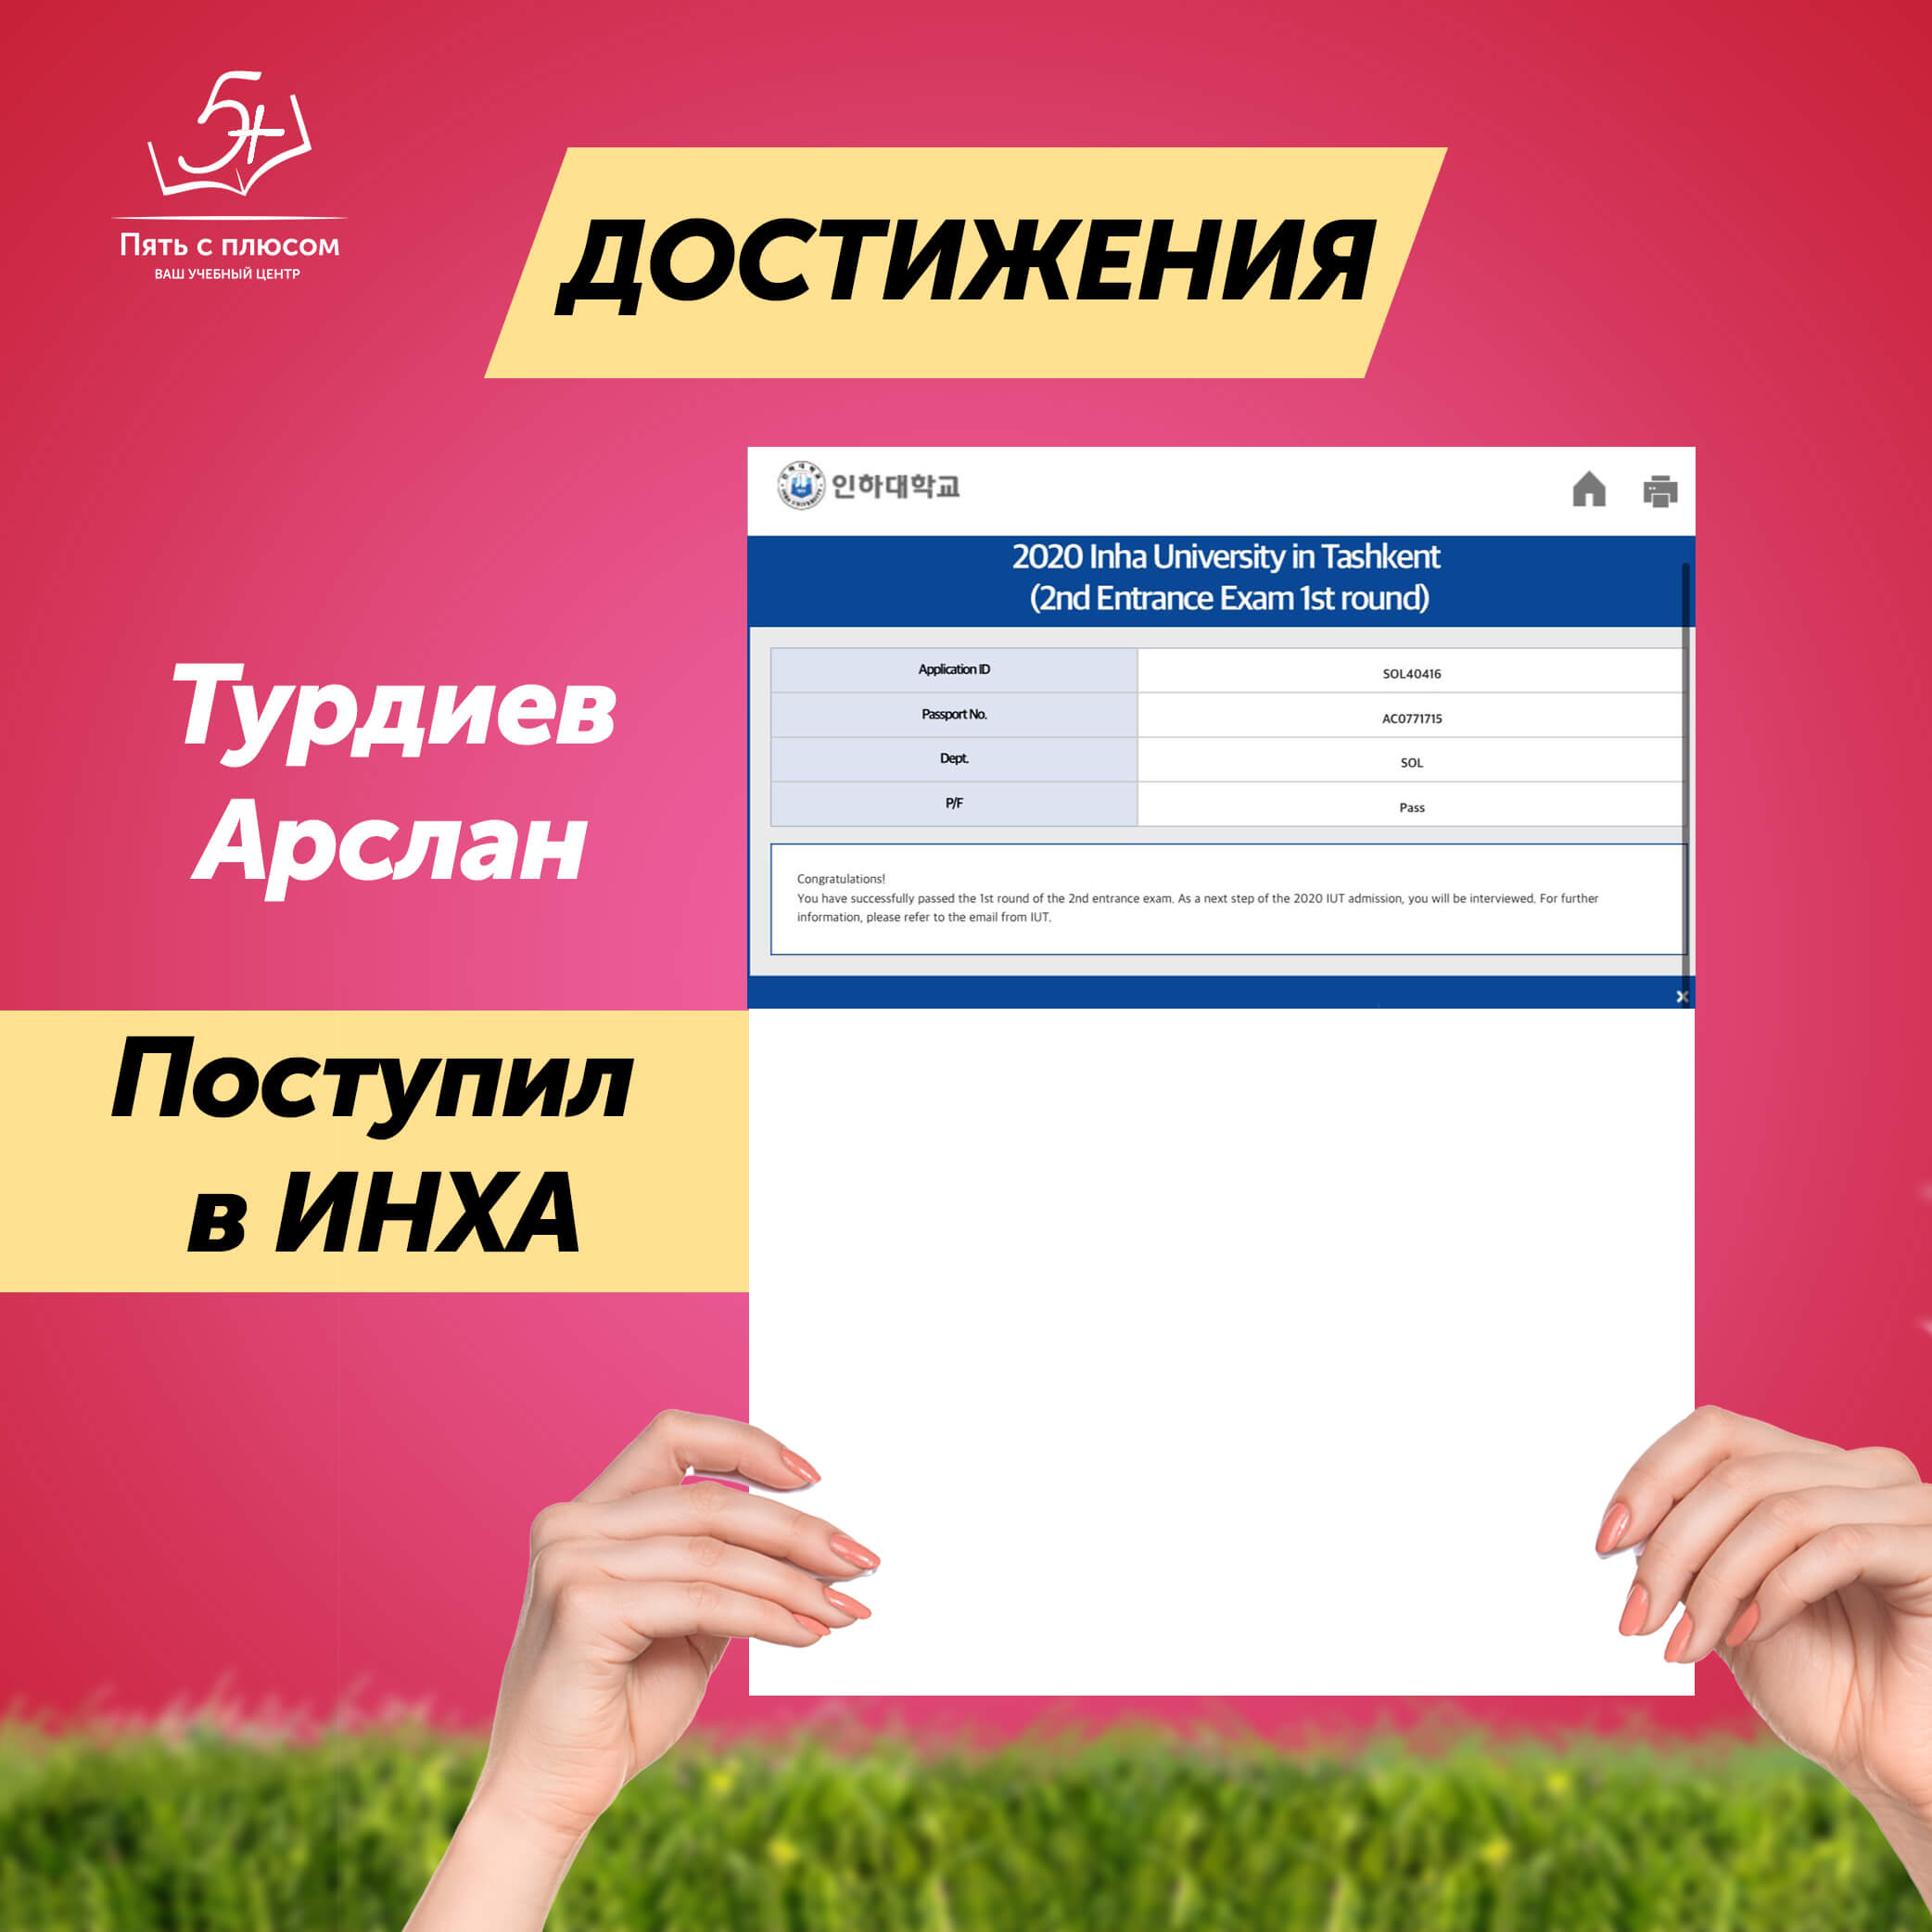 5+
Пять с плюсом
ВАШ УЧЕБНЫЙ ЦЕНТР
ДОСТИЖЕНИЯ
Турдиев
Арслан
Поступил
в ИНХА
인하대학교
2020 Inha University in Tashkent
(2nd Entrance Exam 1st round)
Application ID SOL40416
Passport No. AC0771715
Dept. SOL
P/F Pass
Congratulations!
You have successfully passed the 1st round of the 2nd entrance exam. As a next step of the 2020 IUT admission, you will be interviewed. For further
information, please refer to the email from IUT.